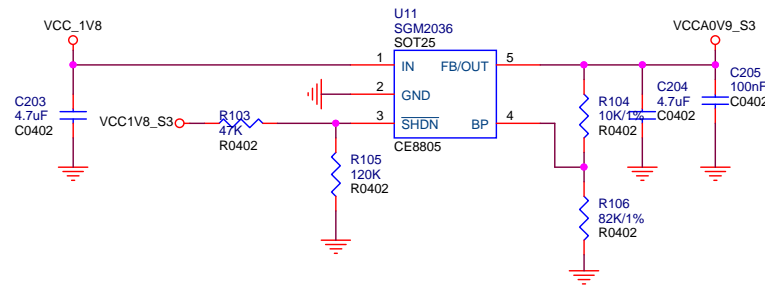 VCC_1V8
U11
SGM2036
SOT25
VCCA0V9_S3
1
IN
FB/OUT
5
2
GND
C203
4.7uF
C0402
VCC1V8_S3
R103
47K
R0402
3
SHDN
BP
4
CE8805
R105
120K
R0402
R104
10K/1%
R0402
C204
4.7uF
C0402
C205
100nF
C0402
R106
82K/1%
R0402